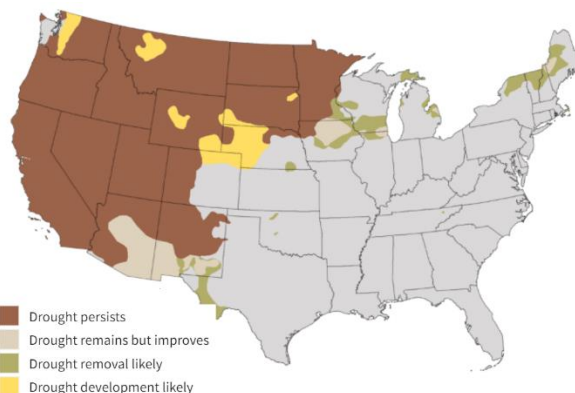 Drought persists
Drought remains but improves
Drought removal likely
Drought development likely